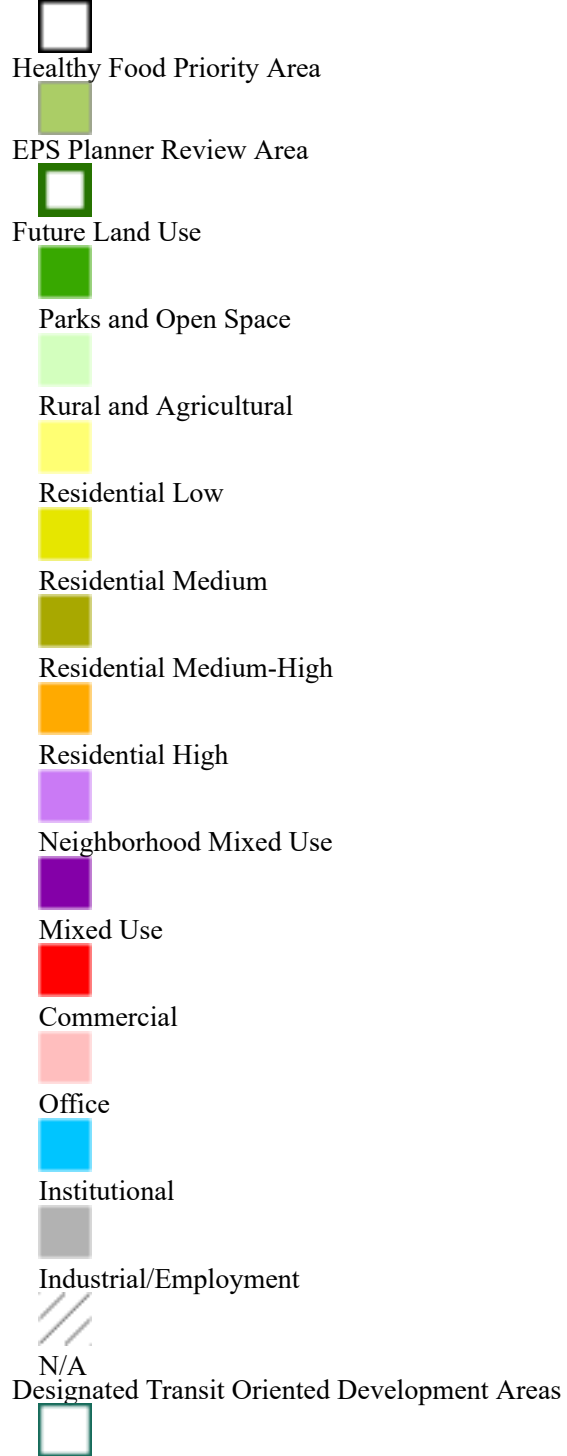 Healthy Food Priority Area
EPS Planner Review Area
Future Land Use
Parks and Open Space
Rural and Agricultural
Residential Low
Residential Medium
Residential Medium-High
Residential High
Neighborhood Mixed Use
Mixed Use
Commercial
Office
Institutional
Industrial/Employment
N/A
Designated Transit Oriented Development Areas